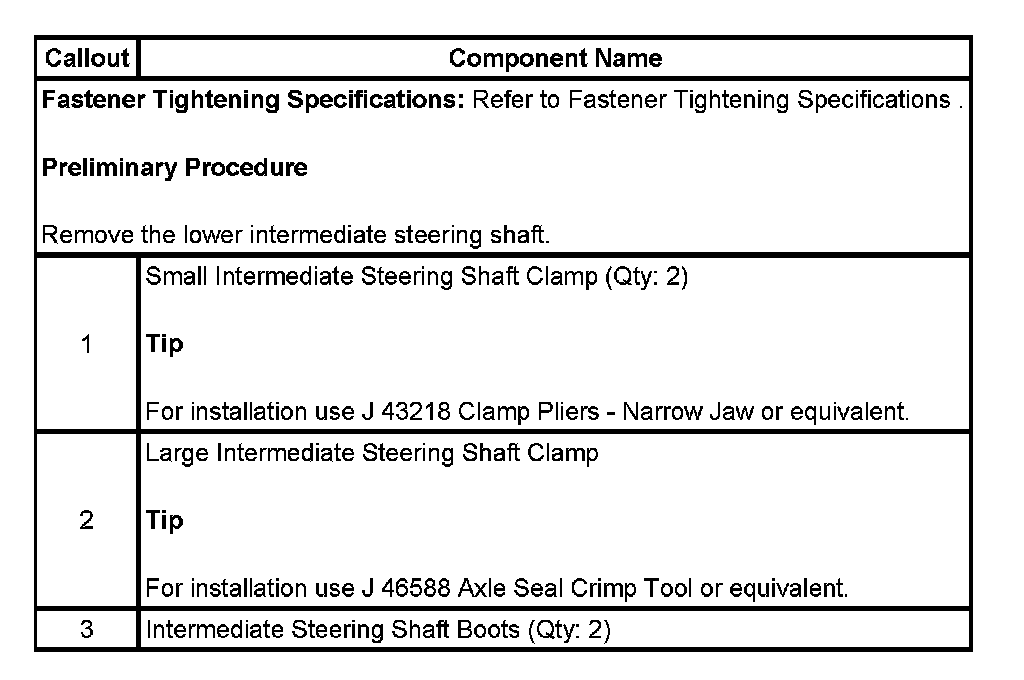 Callout Component Name
Fastener Tightening Specifications: Refer to Fastener Tightening Specifications .
Preliminary Procedure
Remove the lower intermediate steering shaft.
Small Intermediate Steering Shaft Clamp (Qty: 2)
1 Tip
For installation use J 43218 Clamp Pliers - Narrow Jaw or equivalent.
Large Intermediate Steering Shaft Clamp
2 Tip
For installation use J 46588 Axle Seal Crimp Tool or equivalent.
3 Intermediate Steering Shaft Boots (Qty: 2)